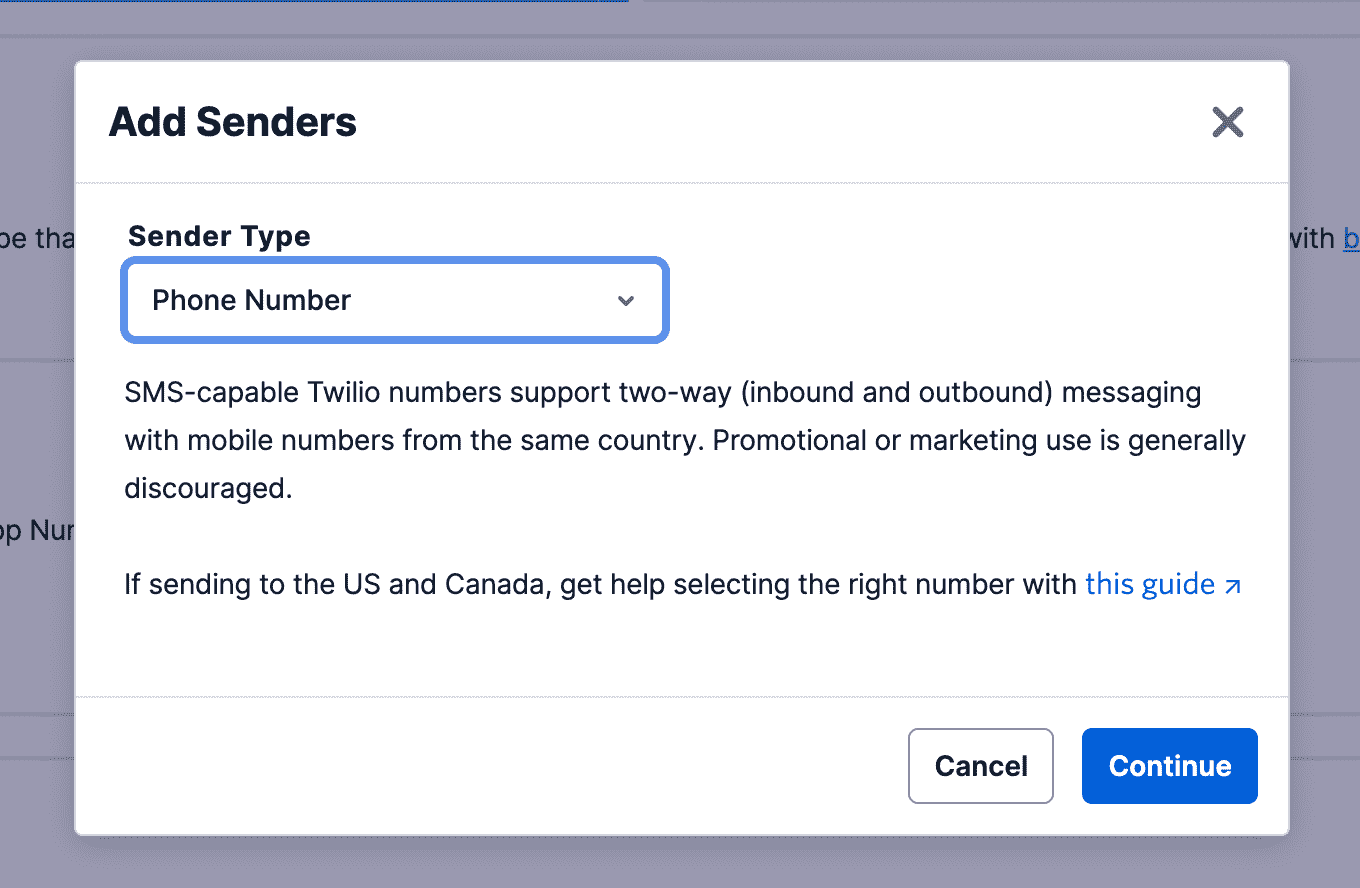 Add Senders
Sender Type
be tha
with b
Phone Number
SMS-capable Twilio numbers support two-way (inbound and outbound) messaging
with mobile numbers from the same country. Promotional or marketing use is generally
discouraged.
op Nur
If sending to the US and Canada, get help selecting the right number with this guide ↗
Cancel
Continue